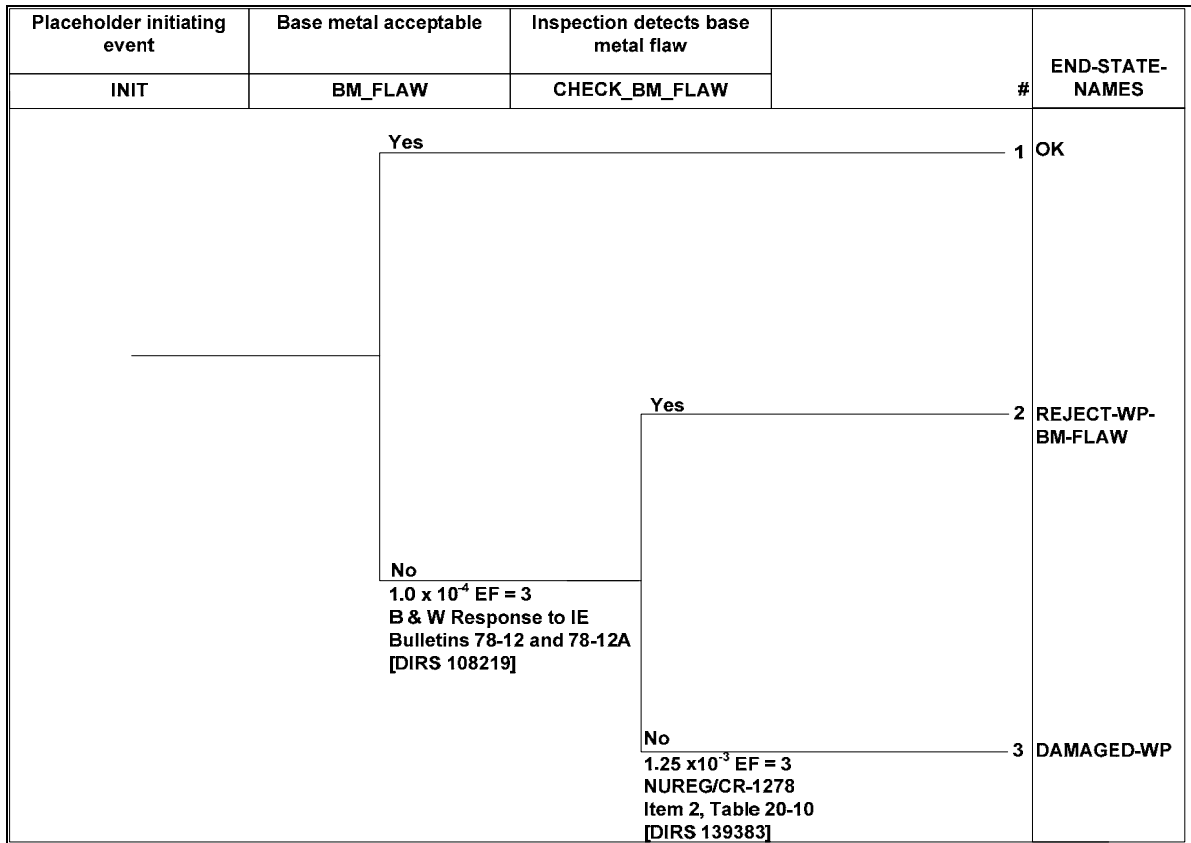 Placeholder initiating
event
Base metal acceptable
Inspection detects base
metal flaw
END-STATE-
NAMES
INIT
BM_FLAW
CHECK_BM_FLAW
#
Yes
1
OK
Yes
2
REJECT-WP-
BM-FLAW
No
1.0 x 10⁻⁴ EF = 3
B & W Response to IE
Bulletins 78-12 and 78-12A
[DIRS 108219]
No
3
DAMAGED-WP
1.25 x10⁻³ EF = 3
NUREG/CR-1278
Item 2, Table 20-10
[DIRS 139383]